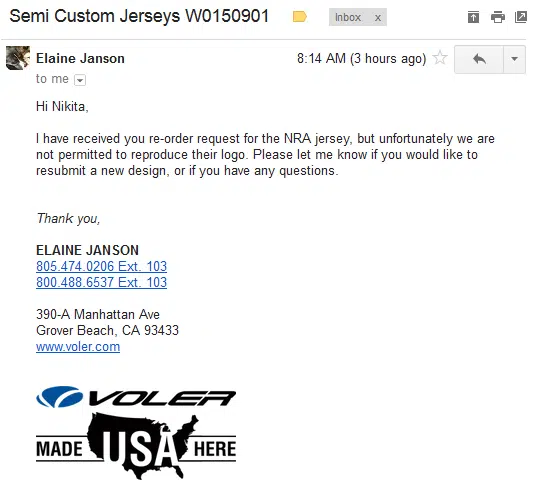 Semi Custom Jerseys W0150901 Inbox x
Elaine Janson 8:14 AM (3 hours ago)
to me
Hi Nikita,
I have received you re-order request for the NRA jersey, but unfortunately we are
not permitted to reproduce their logo. Please let me know if you would like to
resubmit a new design, or if you have any questions.
Thank you,
ELAINE JANSON
805.474.0206 Ext. 103
800.488.6537 Ext. 103
390-A Manhattan Ave
Grover Beach, CA 93433
www.voler.com
VOLER
MADE USA HERE